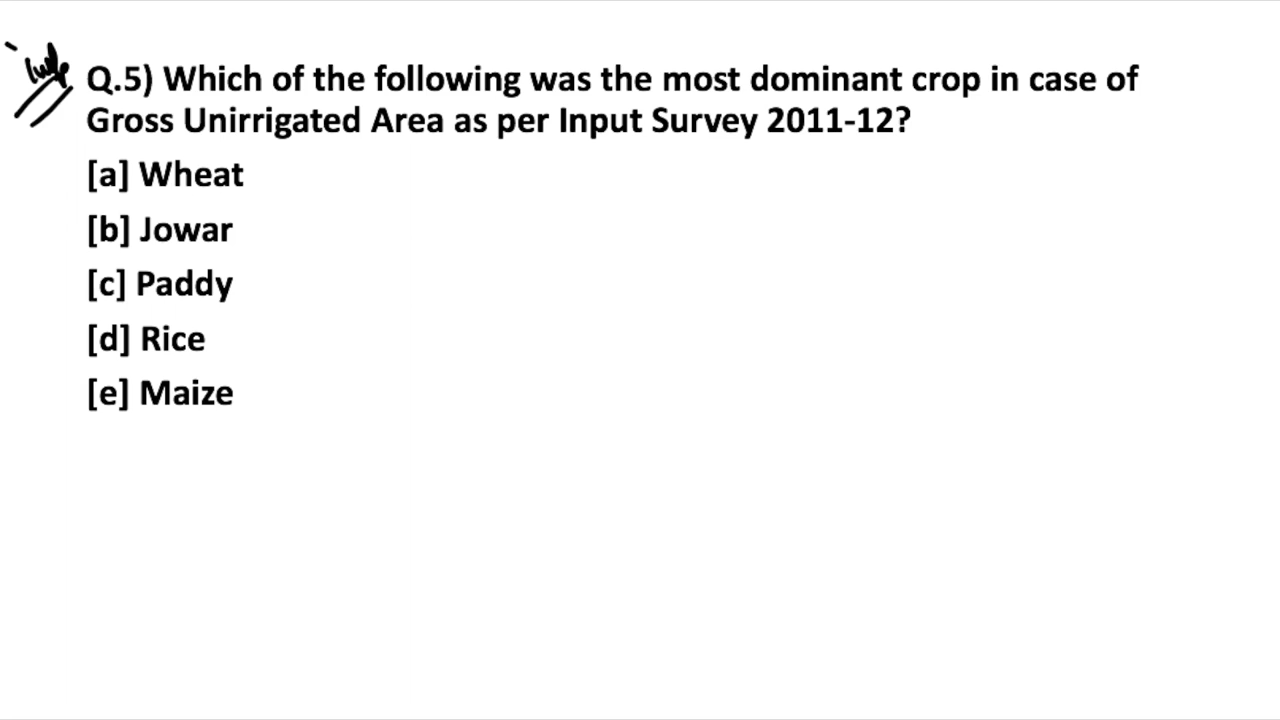 Q.5) Which of the following was the most dominant crop in case of
Gross Unirrigated Area as per Input Survey 2011-12?
[a] Wheat
[b] Jowar
[c] Paddy
[d] Rice
[e] Maize